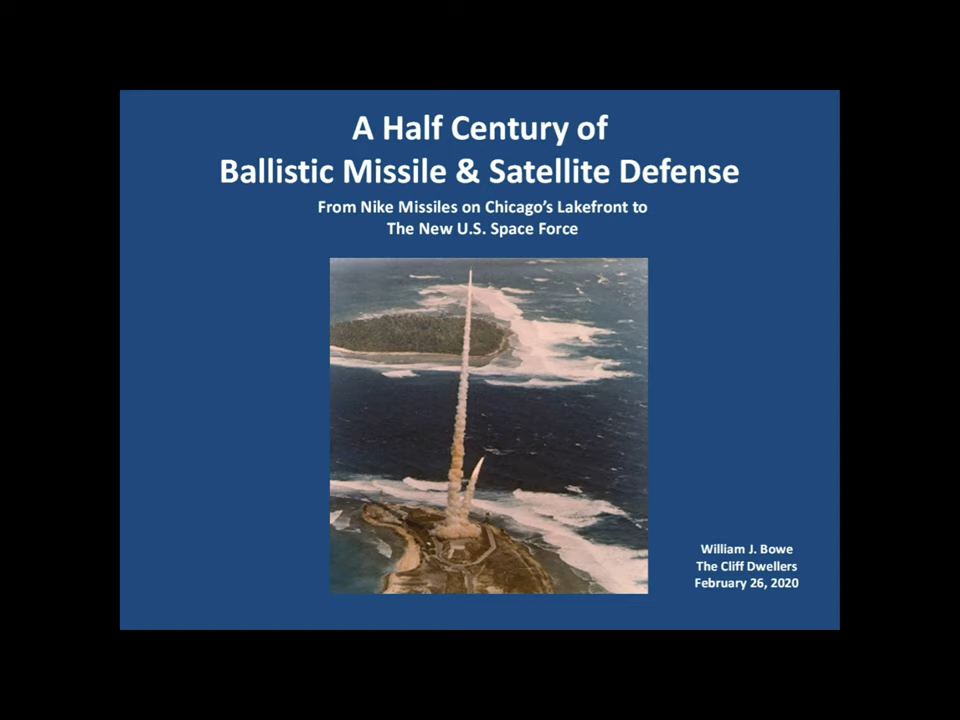 A Half Century of
Ballistic Missile & Satellite Defense
From Nike Missiles on Chicago's Lakefront to
The New U.S. Space Force
William J. Bowe
The Cliff Dwellers
February 26, 2020